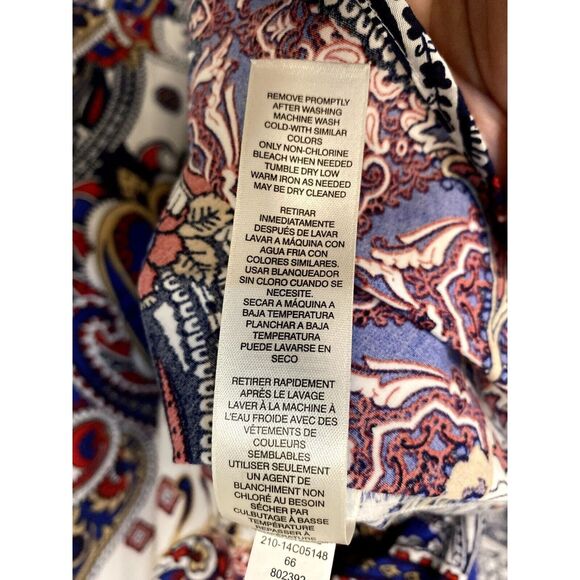 REMOVE PROMPTLY
AFTER WASHING
MACHINE WASH
COLD-WITH SIMILAR
COLORS
ONLY NON-CHLORINE
BLEACH WHEN NEEDED
TUMBLE DRY LOW
WARM IRON AS NEEDED
MAY BE DRY CLEANED
RETIRAR
INMEDIATAMENTE
DESPUÉS DE LAVAR
LAVAR A MÁQUINA CON
AGUA FRIA CON
COLORES SIMILARES.
USAR BLANQUEADOR
SIN CLORO CUANDO SE
NECESITE.
SECAR A MÁQUINA A
BAJA TEMPERATURA
PLANCHAR A BAJA
TEMPERATURA
PUEDE LAVARSE EN
SECO
RETIRER RAPIDEMENT
APRÈS LE LAVAGE
LAVER À LA MACHINE À
L'EAU FROIDE AVEC DES
VÊTEMENTS DE
COULEURS
SEMBLABLES
UTILISER SEULEMENT
UN AGENT DE
BLANCHIMENT NON
CHLORÉ AU BESOIN
SÉCHER PAR
CULBUTAGE À BASSE
TEMPÉRATURE
REPASSER À
210-14C05148
66
802392